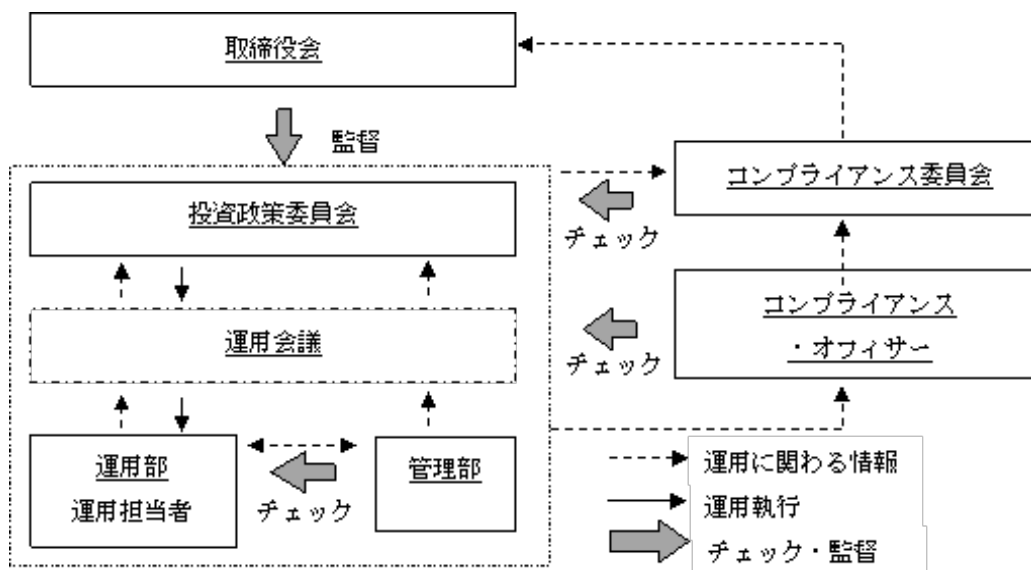 取締役会
監督
投資政策委員会
コンプライアンス委員会
チェック
運用会議
コンプライアンス
・オフィサー
チェック
運用部
運用担当者
チェック
管理部
運用に関わる情報
運用執行
チェック・監督